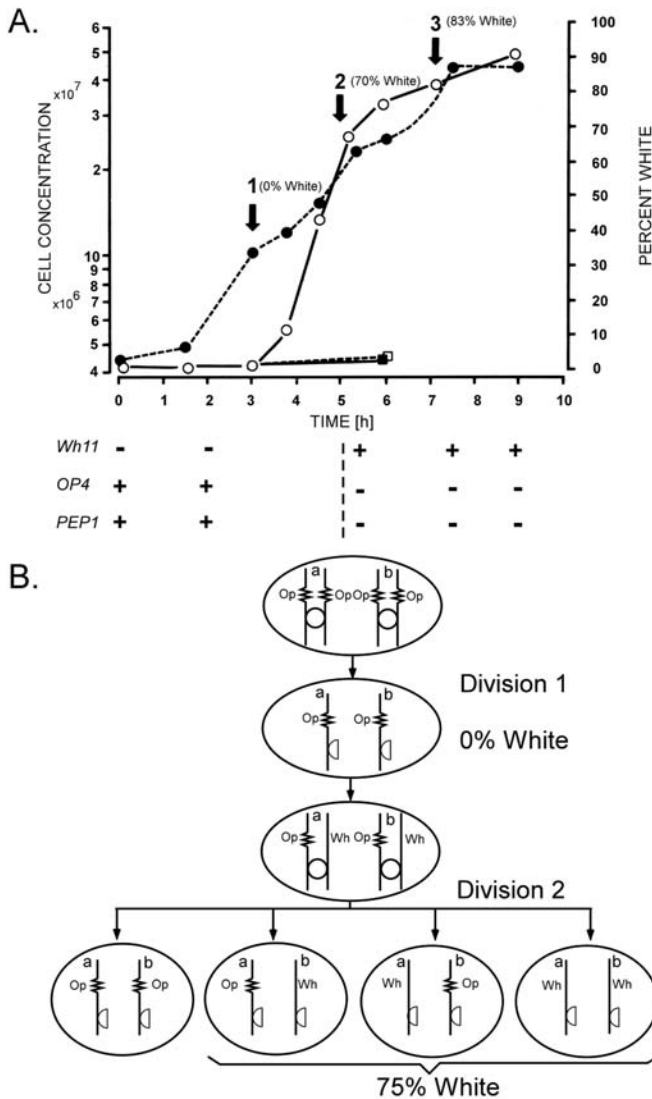 A.
3 (83% White)
2 (70% White)
1 (0% White)
CELL CONCENTRATION
x10⁷
x10⁶
6
5
4
3
2
10
9
8
7
6
5
4
100
90
80
70
60
50
40
30
20
10
0
PERCENT WHITE
0 1 2 3 4 5 6 7 8 9 10
TIME [h]
Wh11 - - + + +
OP4 + + - - -
PEP1 + + - - -
B.
a b
Op Op Op Op
Division 1
a b
Op Op
0% White
a b
Op Wh Op Wh
Division 2
a b a b a b a b
Op Op Op Wh Wh Op Wh Wh
75% White